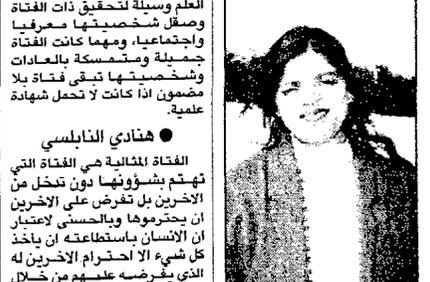 العلم وسيلة لتحقيق ذات الفتاة
وصقل شخصيتها معرفيا
واجتماعيا، ومهما كانت الفتاة
جميلة ومتمسكة بالعادات
وشخصيتها تبقى فتاة بلا
مضمون اذا كانت لا تحمل شهادة
علمية.
● هنادي النابلسي
الفتاة المثالية هي الفتاة التي
تهتم بشؤونها دون تدخل من
الاخرين بل تفرض على الاخرين
ان يحترموها وبالحسنى لاعتبار
ان الانسان باستطاعته ان يأخذ
كل شيء الا احترام الاخرين له
الذي يفرضه عليهم من خلال